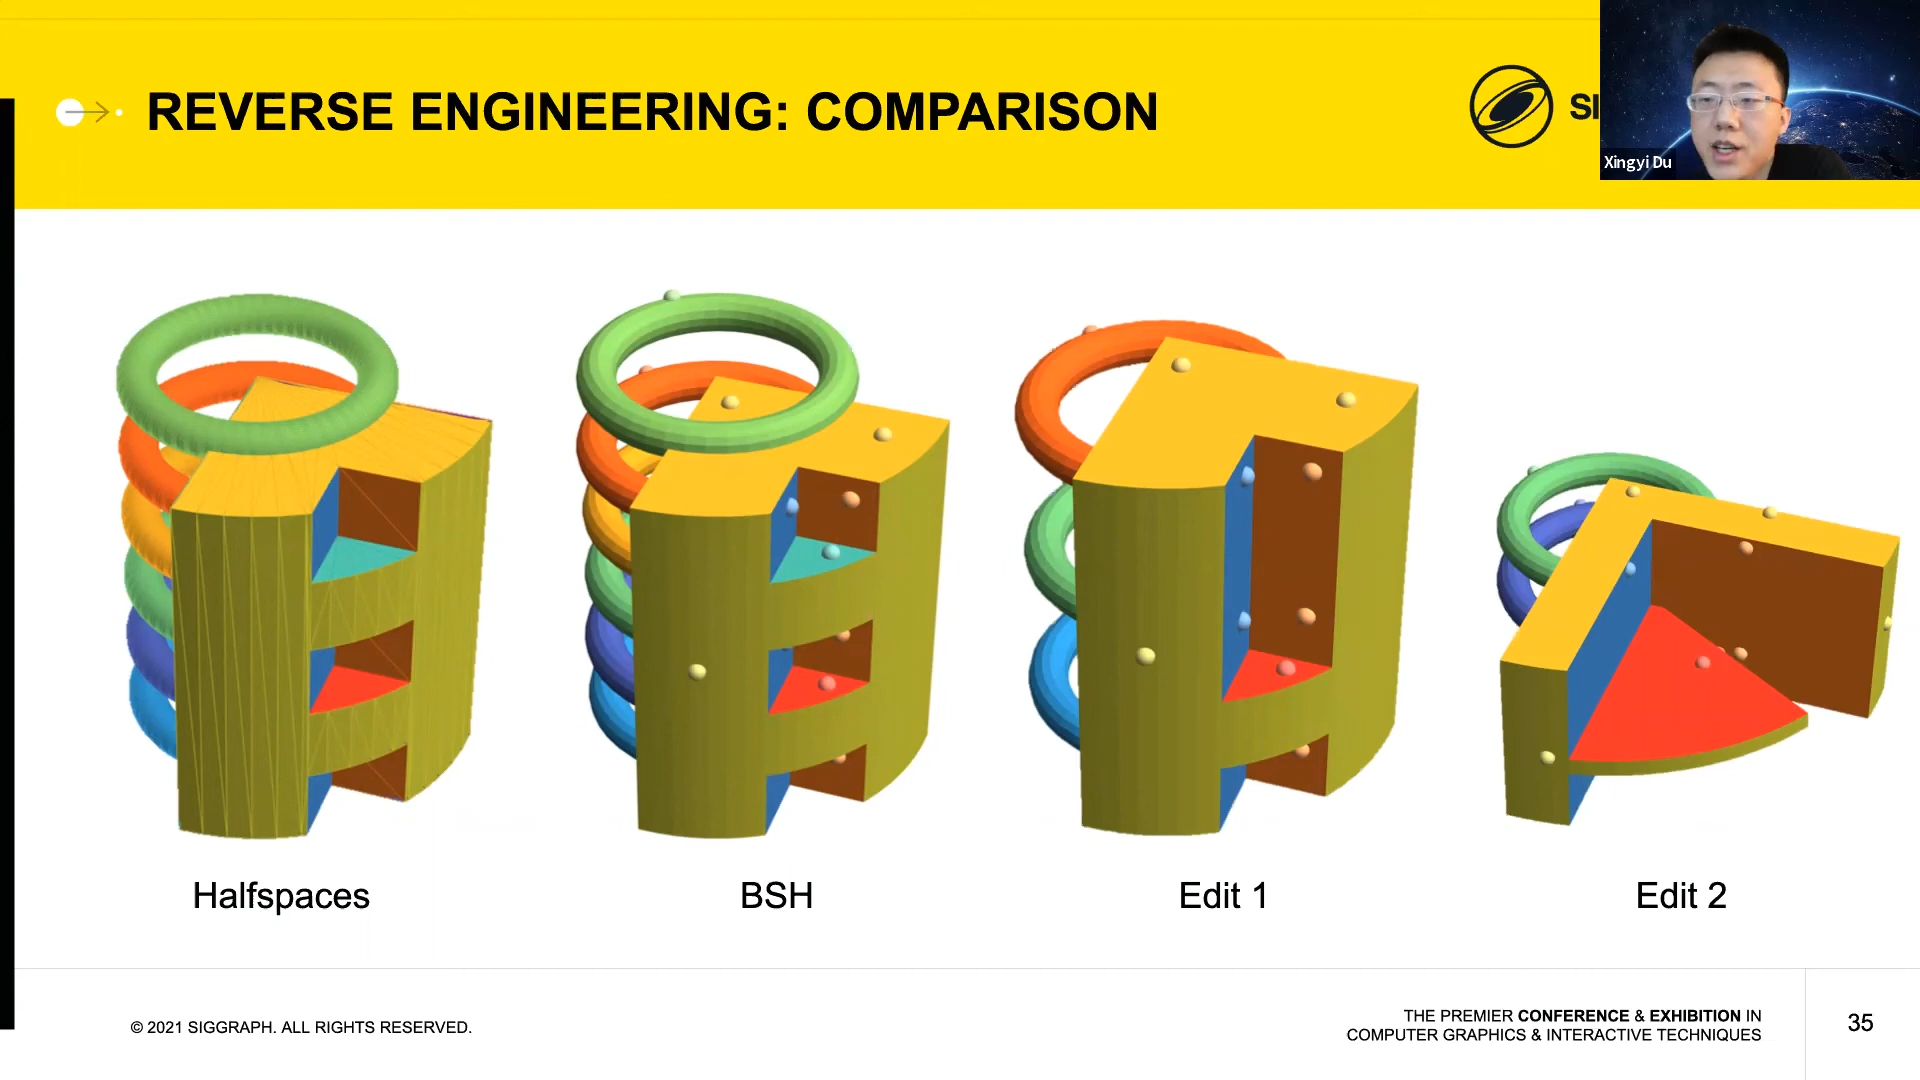 REVERSE ENGINEERING: COMPARISON
SI
Xingyi Du
Halfspaces
BSH
Edit 1
Edit 2
© 2021 SIGGRAPH. ALL RIGHTS RESERVED.
THE PREMIER CONFERENCE & EXHIBITION IN
COMPUTER GRAPHICS & INTERACTIVE TECHNIQUES
35